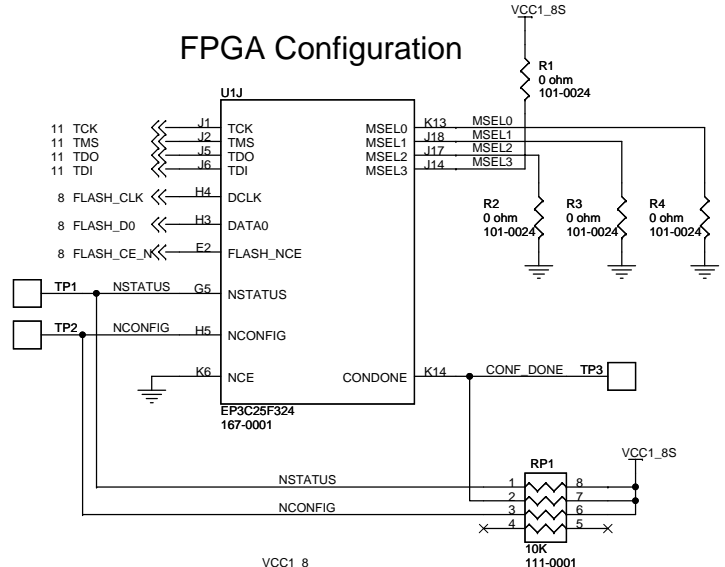 VCC1_8S
FPGA Configuration
R1
0 ohm
101-0024
U1J
11 TCK J1 TCK MSEL0 K13 MSEL0
11 TMS J2 TMS MSEL1 J18 MSEL1
11 TDO J5 TDO MSEL2 J17 MSEL2
11 TDI J6 TDI MSEL3 J14 MSEL3
8 FLASH_CLK H4 DCLK
R2
0 ohm
101-0024
R3
0 ohm
101-0024
R4
0 ohm
101-0024
8 FLASH_D0 H3 DATA0
8 FLASH_CE_N E2 FLASH_NCE
TP1 NSTATUS G5 NSTATUS
TP2 NCONFIG H5 NCONFIG
K6 NCE CONDONE K14 CONF_DONE TP3
EP3C25F324
167-0001
VCC1_8S
RP1
NSTATUS 1 8
2 7
NCONFIG 3 6
4 5
10K
111-0001
VCC1_8